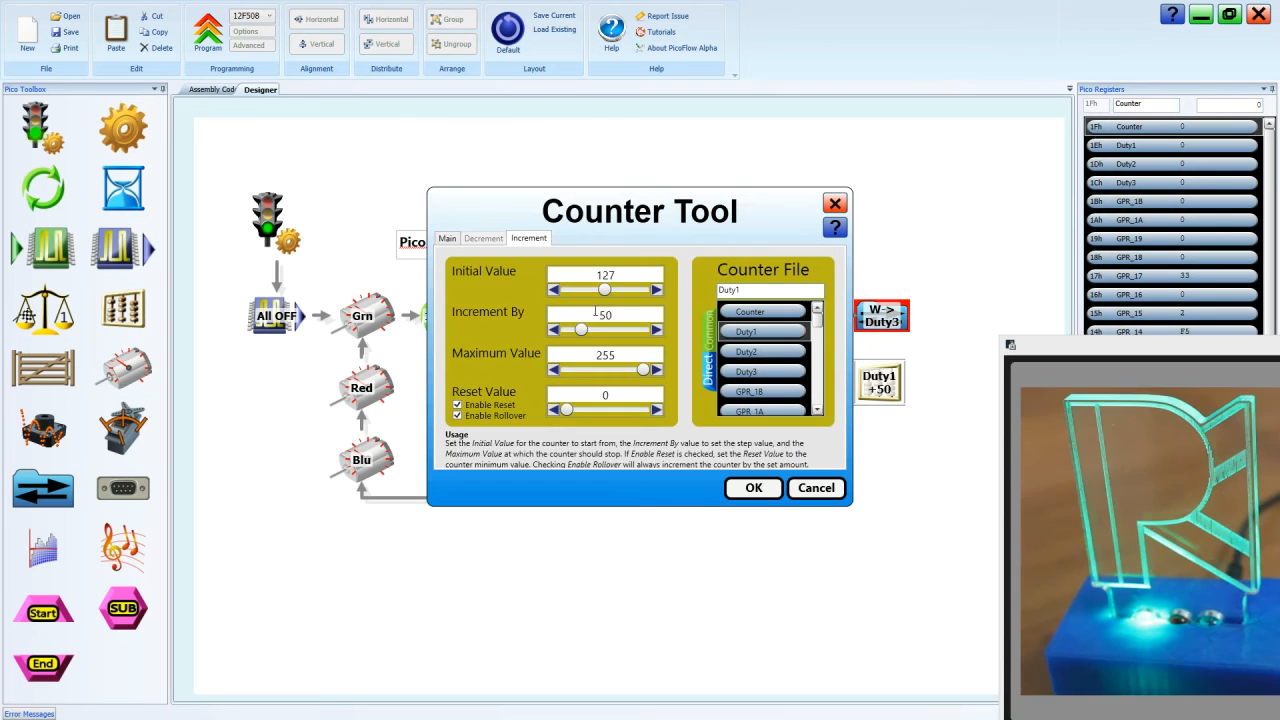 New
Open
Save
Print
File
Paste
Cut
Copy
Delete
Edit
Program
12F508
Options
Advanced
Programming
Horizontal
Vertical
Alignment
Horizontal
Vertical
Distribute
Group
Ungroup
Arrange
Default
Save Current
Load Existing
Layout
Help
Report Issue
Tutorials
About PicoFlow Alpha
Help
?
Pico Toolbox
Assembly Cod
Designer
Pico Registers
1Fh Counter 0
1Fh Counter 0
1Eh Duty1 0
1Dh Duty2 0
1Ch Duty3 0
1Bh GPR_1B 0
1Ah GPR_1A 0
19h GPR_19 0
18h GPR_18 0
17h GPR_17 33
16h GPR_16 0
15h GPR_15 2
14h GPR_14 F5
1
Start
SUB
End
All OFF
Grn
Red
Blu
Pico
W->
Duty3
Duty1
+50
Counter Tool
?
Main
Decrement
Increment
Initial Value
127
Increment By
50
Maximum Value
255
Reset Value
0
Enable Reset
Enable Rollover
Counter File
Duty1
Direct
Common
Counter
Duty1
Duty2
Duty3
GPR_1B
GPR_1A
Usage
Set the Initial Value for the counter to start from, the Increment By value to set the step value, and the
Maximum Value at which the counter should stop. If Enable Reset is checked, set the Reset Value to the
counter minimum value. Checking Enable Rollover will always increment the counter by the set amount.
OK
Cancel
Error Messages